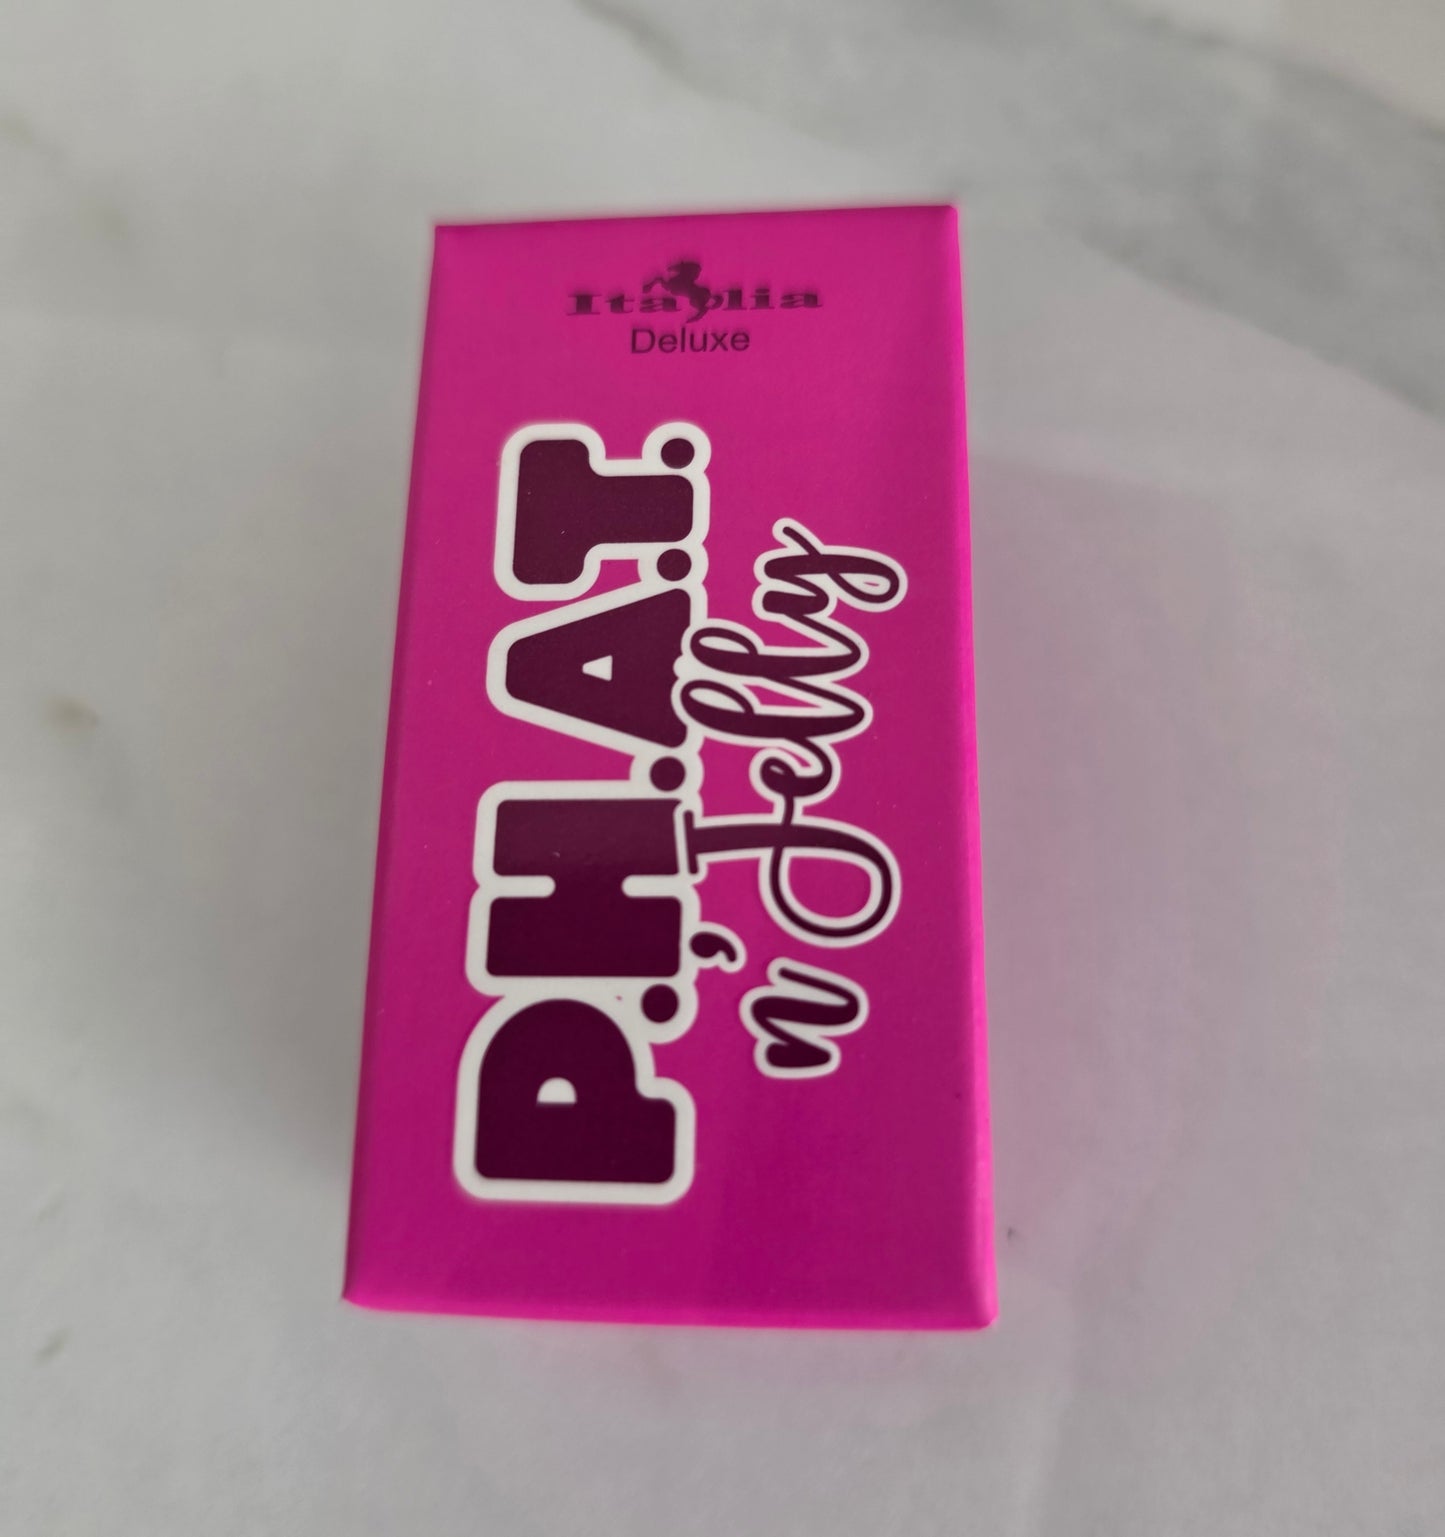 Italia
Deluxe
P.H.A.T.
n' Jelly